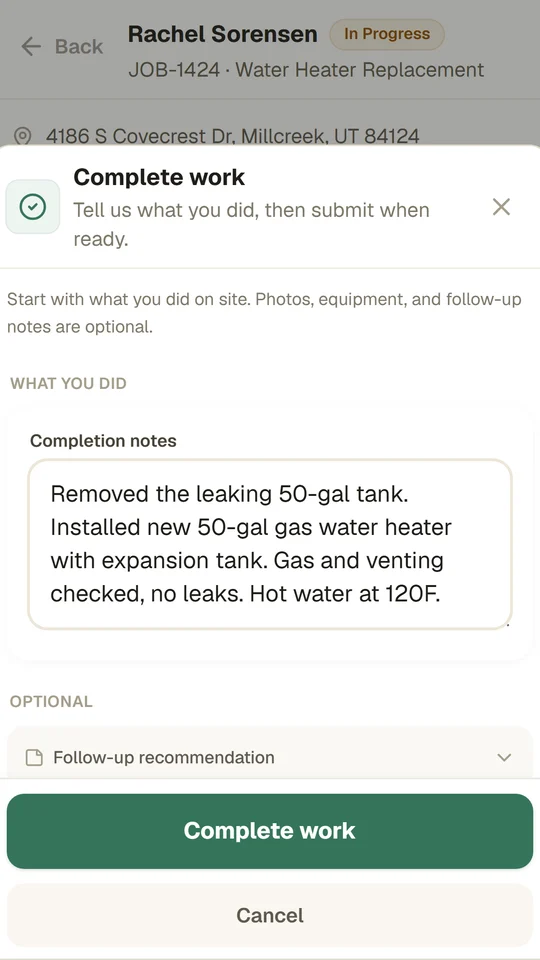 Back
Rachel Sorensen
In Progress
JOB-1424 · Water Heater Replacement
4186 S Covecrest Dr, Millcreek, UT 84124
Complete work
Tell us what you did, then submit when
ready.
Start with what you did on site. Photos, equipment, and follow-up
notes are optional.
WHAT YOU DID
Completion notes
Removed the leaking 50-gal tank.
Installed new 50-gal gas water heater
with expansion tank. Gas and venting
checked, no leaks. Hot water at 120F.
OPTIONAL
Follow-up recommendation
Complete work
Cancel